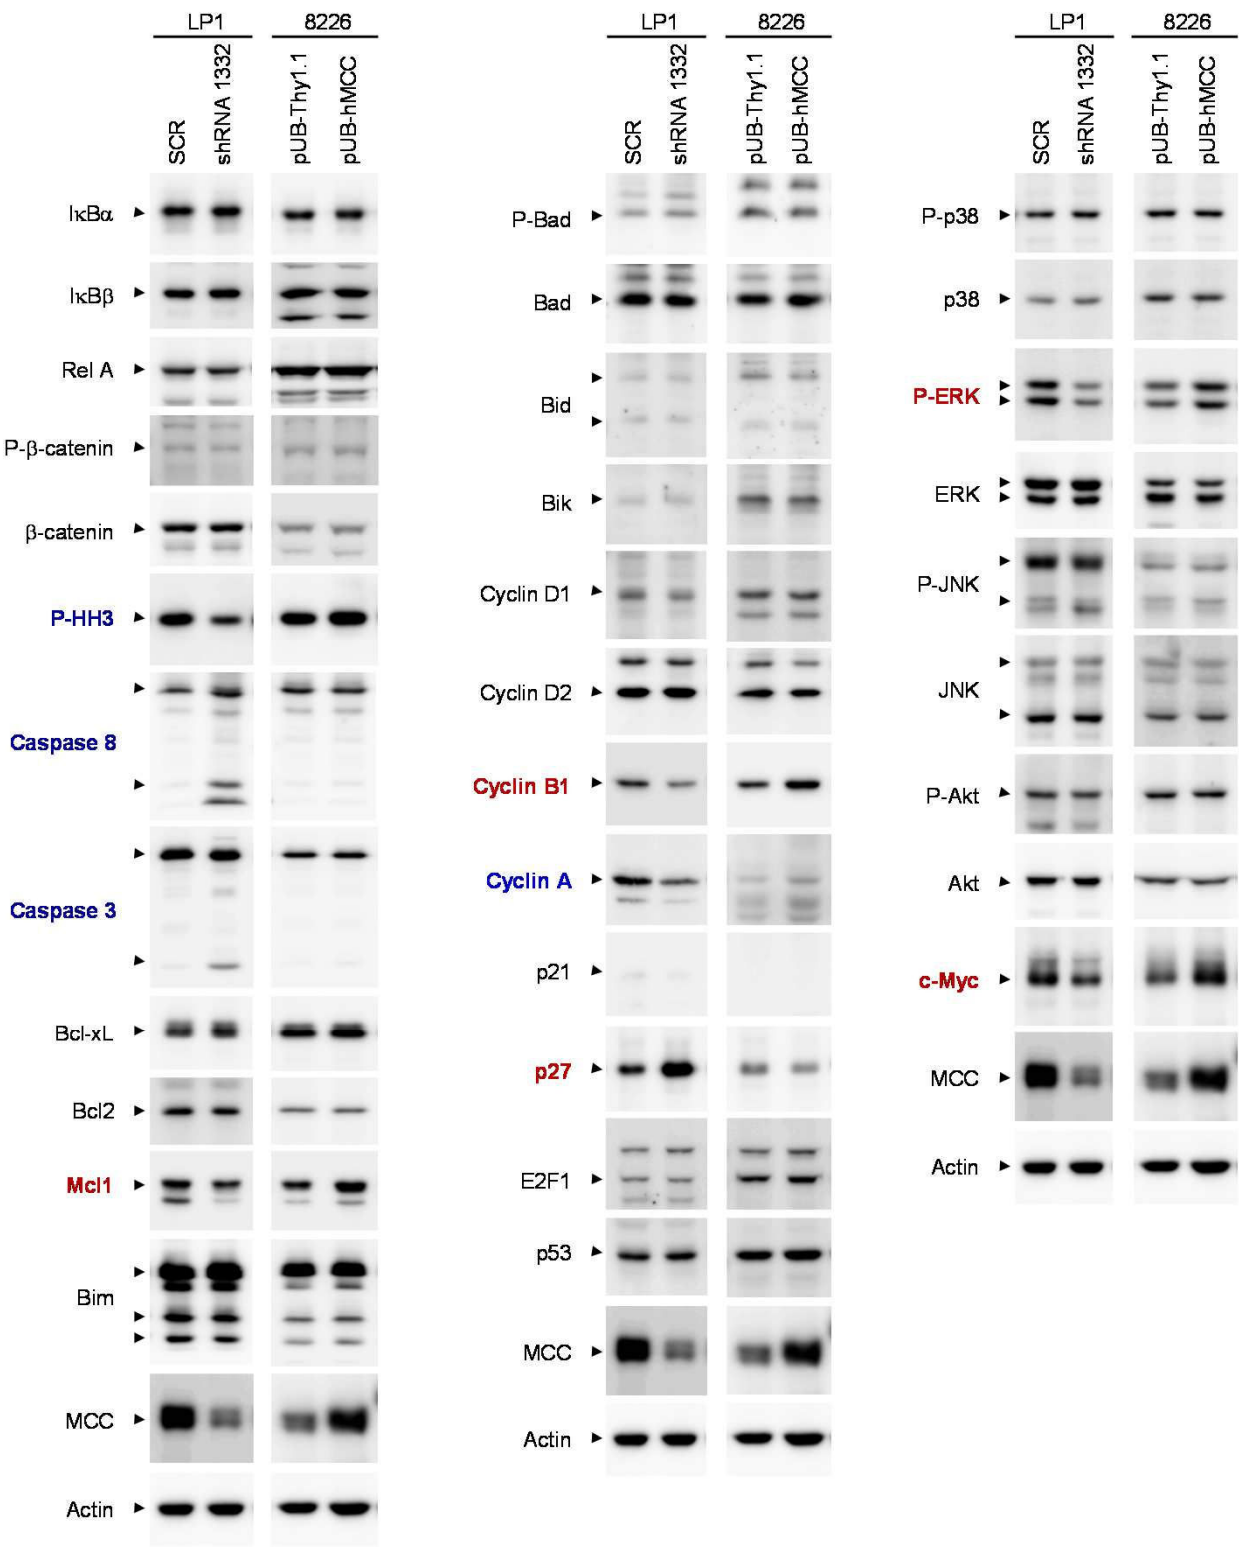 LP1 8226
SCR
shRNA 1332
pUB-Thy1.1
pUB-hMCC
IκBα
IκBβ
Rel A
P-β-catenin
β-catenin
P-HH3
Caspase 8
Caspase 3
Bcl-xL
Bcl2
Mcl1
Bim
MCC
Actin
LP1 8226
SCR
shRNA 1332
pUB-Thy1.1
pUB-hMCC
P-Bad
Bad
Bid
Bik
Cyclin D1
Cyclin D2
Cyclin B1
Cyclin A
p21
p27
E2F1
p53
MCC
Actin
LP1 8226
SCR
shRNA 1332
pUB-Thy1.1
pUB-hMCC
P-p38
p38
P-ERK
ERK
P-JNK
JNK
P-Akt
Akt
c-Myc
MCC
Actin